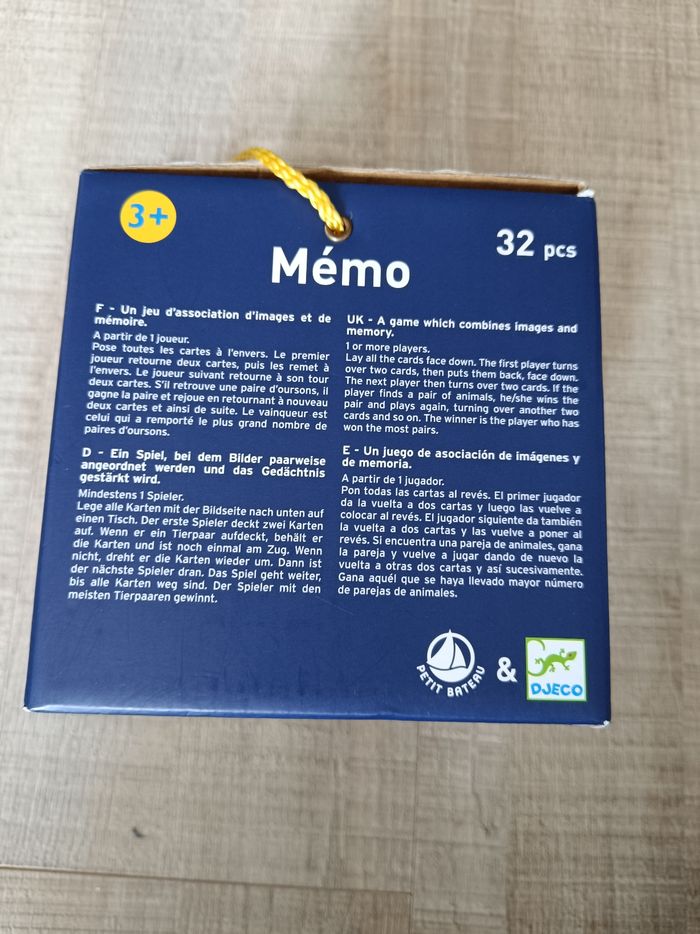 3+
Mémo
32 pcs
F - Un jeu d'association d'images et de
mémoire.
A partir de 1 joueur.
Pose toutes les cartes à l'envers. Le premier
joueur retourne deux cartes, puis les remet à
l'envers. Le joueur suivant retourne à son tour
deux cartes. S'il retrouve une paire d'oursons, il
gagne la paire et rejoue en retournant à nouveau
deux cartes et ainsi de suite. Le vainqueur est
celui qui a remporté le plus grand nombre de
paires d'oursons.
D - Ein Spiel, bei dem Bilder paarweise
angeordnet werden und das Gedächtnis
gestärkt wird.
Mindestens 1 Spieler.
Lege alle Karten mit der Bildseite nach unten auf
einen Tisch. Der erste Spieler deckt zwei Karten
auf. Wenn er ein Tierpaar aufdeckt, behält er
die Karten und ist noch einmal am Zug. Wenn
nicht, dreht er die Karten wieder um. Dann ist
der nächste Spieler dran. Das Spiel geht weiter,
bis alle Karten weg sind. Der Spieler mit den
meisten Tierpaaren gewinnt.
UK - A game which combines images and
memory.
1 or more players.
Lay all the cards face down. The first player turns
over two cards, then puts them back, face down.
The next player then turns over two cards. If the
player finds a pair of animals, he/she wins the
pair and plays again, turning over another two
cards and so on. The winner is the player who has
won the most pairs.
E - Un juego de asociación de imágenes y
de memoria.
A partir de 1 jugador.
Pon todas las cartas al revés. El primer jugador
da la vuelta a dos cartas y luego las vuelve a
colocar al revés. El jugador siguiente da también
la vuelta a dos cartas y las vuelve a poner al
revés. Si encuentra una pareja de animales, gana
la pareja y vuelve a jugar dando de nuevo la
vuelta a otras dos cartas y así sucesivamente.
Gana aquél que se haya llevado mayor número
de parejas de animales.
PETIT BATEAU
&
DJECO